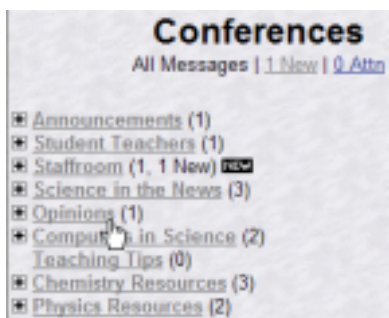 Conferences
All Messages | 1 New | 0 Attn
Announcements (1)
Student Teachers (1)
Staffroom (1, 1 New) NEW
Science in the News (3)
Opinions (1)
Computers in Science (2)
Teaching Tips (0)
Chemistry Resources (3)
Physics Resources (2)